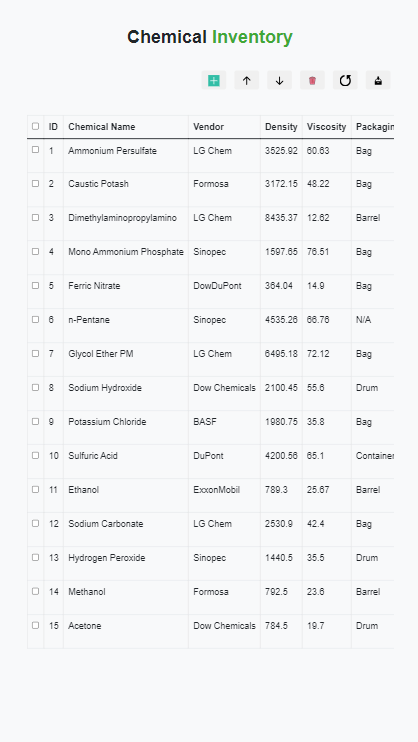 Chemical Inventory
ID Chemical Name Vendor Density Viscosity Packagin
1 Ammonium Persulfate LG Chem 3525.92 60.63 Bag
2 Caustic Potash Formosa 3172.15 48.22 Bag
3 Dimethylaminopropylamino LG Chem 8435.37 12.62 Barrel
4 Mono Ammonium Phosphate Sinopec 1597.65 76.51 Bag
5 Ferric Nitrate DowDuPont 364.04 14.9 Bag
6 n-Pentane Sinopec 4535.26 66.76 N/A
7 Glycol Ether PM LG Chem 6495.18 72.12 Bag
8 Sodium Hydroxide Dow Chemicals 2100.45 55.6 Drum
9 Potassium Chloride BASF 1980.75 35.8 Bag
10 Sulfuric Acid DuPont 4200.56 65.1 Container
11 Ethanol ExxonMobil 789.3 25.67 Barrel
12 Sodium Carbonate LG Chem 2530.9 42.4 Bag
13 Hydrogen Peroxide Sinopec 1440.5 35.5 Drum
14 Methanol Formosa 792.5 23.6 Barrel
15 Acetone Dow Chemicals 784.5 19.7 Drum